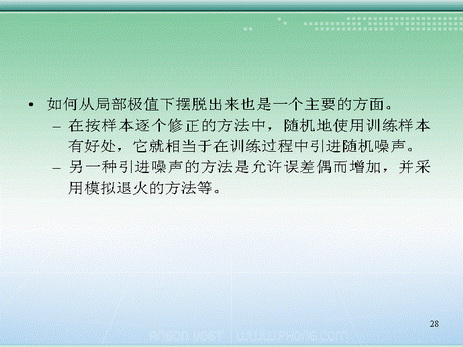 • 如何从局部极值下摆脱出来也是一个主要的方面。
– 在按样本逐个修正的方法中，随机地使用训练样本
有好处，它就相当于在训练过程中引进随机噪声。
– 另一种引进噪声的方法是允许误差偶而增加，并采
用模拟退火的方法等。
28